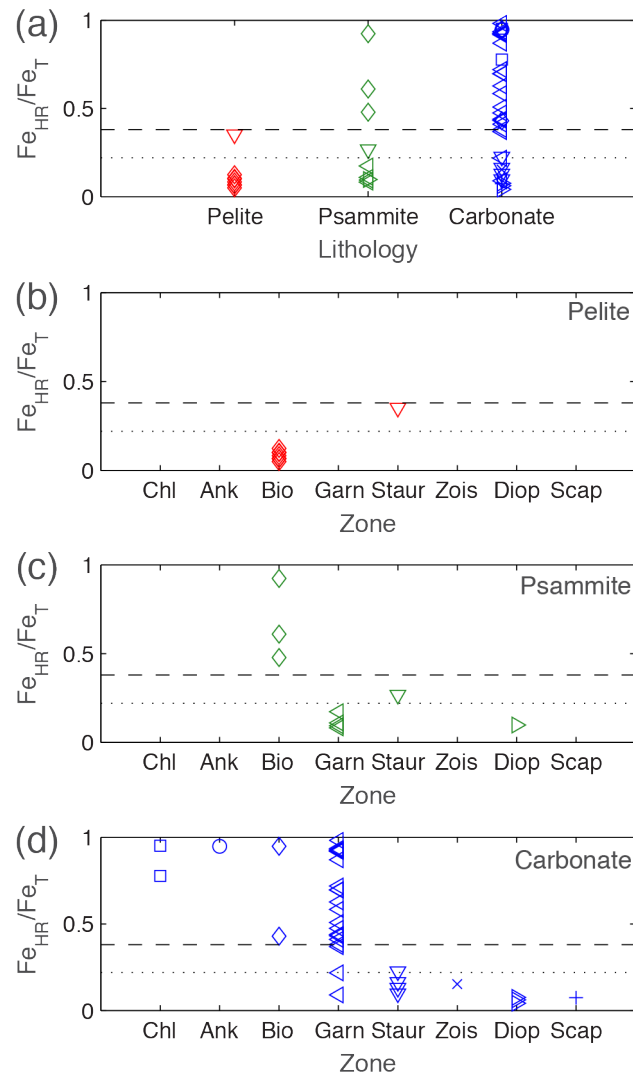 (a)
1
0.5
0
Fe_HR/Fe_T
Pelite Psammite Carbonate
Lithology
(b)
Pelite
1
0.5
0
Fe_HR/Fe_T
Chl Ank Bio Garn Staur Zois Diop Scap
Zone
(c)
Psammite
1
0.5
0
Fe_HR/Fe_T
Chl Ank Bio Garn Staur Zois Diop Scap
Zone
(d)
Carbonate
1
0.5
0
Fe_HR/Fe_T
Chl Ank Bio Garn Staur Zois Diop Scap
Zone